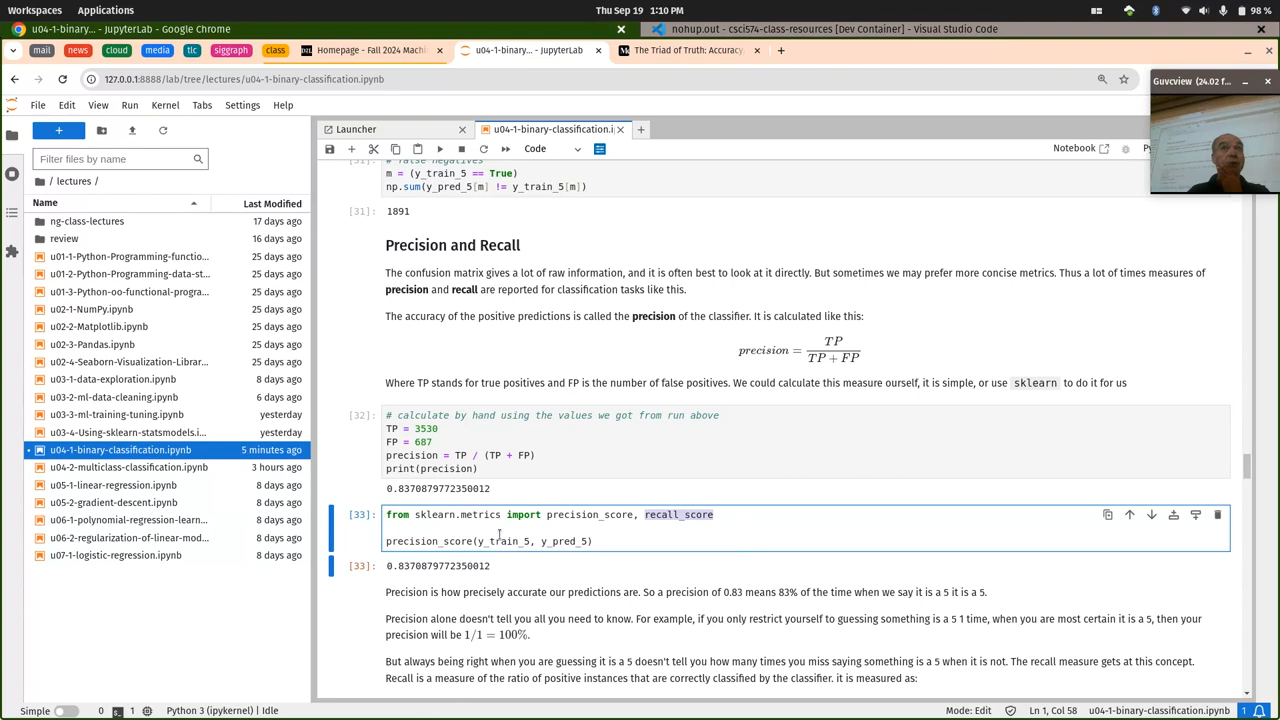 Workspaces Applications Thu Sep 19 1:10 PM 98 %
u04-1-binary... - JupyterLab - Google Chrome nohup.out - csci574-class-resources [Dev Container] - Visual Studio Code
mail news cloud media tlc siggraph class Homepage - Fall 2024 Machi u04-1-binary... - JupyterLab The Triad of Truth: Accuracy,
127.0.0.1:8888/lab/tree/lectures/u04-1-binary-classification.ipynb
Guvcview (24.02 f...
File Edit View Run Kernel Tabs Settings Help
Launcher
u04-1-binary-classification.i
Filter files by name
Code
Notebook
/ lectures /
Name Last Modified
ng-class-lectures 17 days ago
review 16 days ago
u01-1-Python-Programming-functio... 25 days ago
u01-2-Python-Programming-data-st... 25 days ago
u01-3-Python-oo-functional-progra... 25 days ago
u02-1-NumPy.ipynb 25 days ago
u02-2-Matplotlib.ipynb 25 days ago
u02-3-Pandas.ipynb 25 days ago
u02-4-Seaborn-Visualization-Librar... 25 days ago
u03-1-data-exploration.ipynb 8 days ago
u03-2-ml-data-cleaning.ipynb 6 days ago
u03-3-ml-training-tuning.ipynb yesterday
u03-4-Using-sklearn-statsmodels.i... yesterday
u04-1-binary-classification.ipynb 5 minutes ago
u04-2-multiclass-classification.ipynb 3 hours ago
u05-1-linear-regression.ipynb 8 days ago
u05-2-gradient-descent.ipynb 8 days ago
u06-1-polynomial-regression-learn... 8 days ago
u06-2-regularization-of-linear-mod... 8 days ago
u07-1-logistic-regression.ipynb 8 days ago
[31]: # false negatives
m = (y_train_5 == True)
np.sum(y_pred_5[m] != y_train_5[m])
[31]: 1891
Precision and Recall
The confusion matrix gives a lot of raw information, and it is often best to look at it directly. But sometimes we may prefer more concise metrics. Thus a lot of times measures of
precision and recall are reported for classification tasks like this.
The accuracy of the positive predictions is called the precision of the classifier. It is calculated like this:
precision = TP / TP + FP
Where TP stands for true positives and FP is the number of false positives. We could calculate this measure ourself, it is simple, or use sklearn to do it for us
[32]: # calculate by hand using the values we got from run above
TP = 3530
FP = 687
precision = TP / (TP + FP)
print(precision)
0.8370879772350012
[33]: from sklearn.metrics import precision_score, recall_score
precision_score(y_train_5, y_pred_5)
[33]: 0.8370879772350012
Precision is how precisely accurate our predictions are. So a precision of 0.83 means 83% of the time when we say it is a 5 it is a 5.
Precision alone doesn't tell you all you need to know. For example, if you only restrict yourself to guessing something is a 5 1 time, when you are most certain it is a 5, then your
precision will be 1/1 = 100%.
But always being right when you are guessing it is a 5 doesn't tell you how many times you miss saying something is a 5 when it is not. The recall measure gets at this concept.
Recall is a measure of the ratio of positive instances that are correctly classified by the classifier. it is measured as:
Simple 0 1 Python 3 (ipykernel) | Idle Mode: Edit Ln 1, Col 58 u04-1-binary-classification.ipynb 1